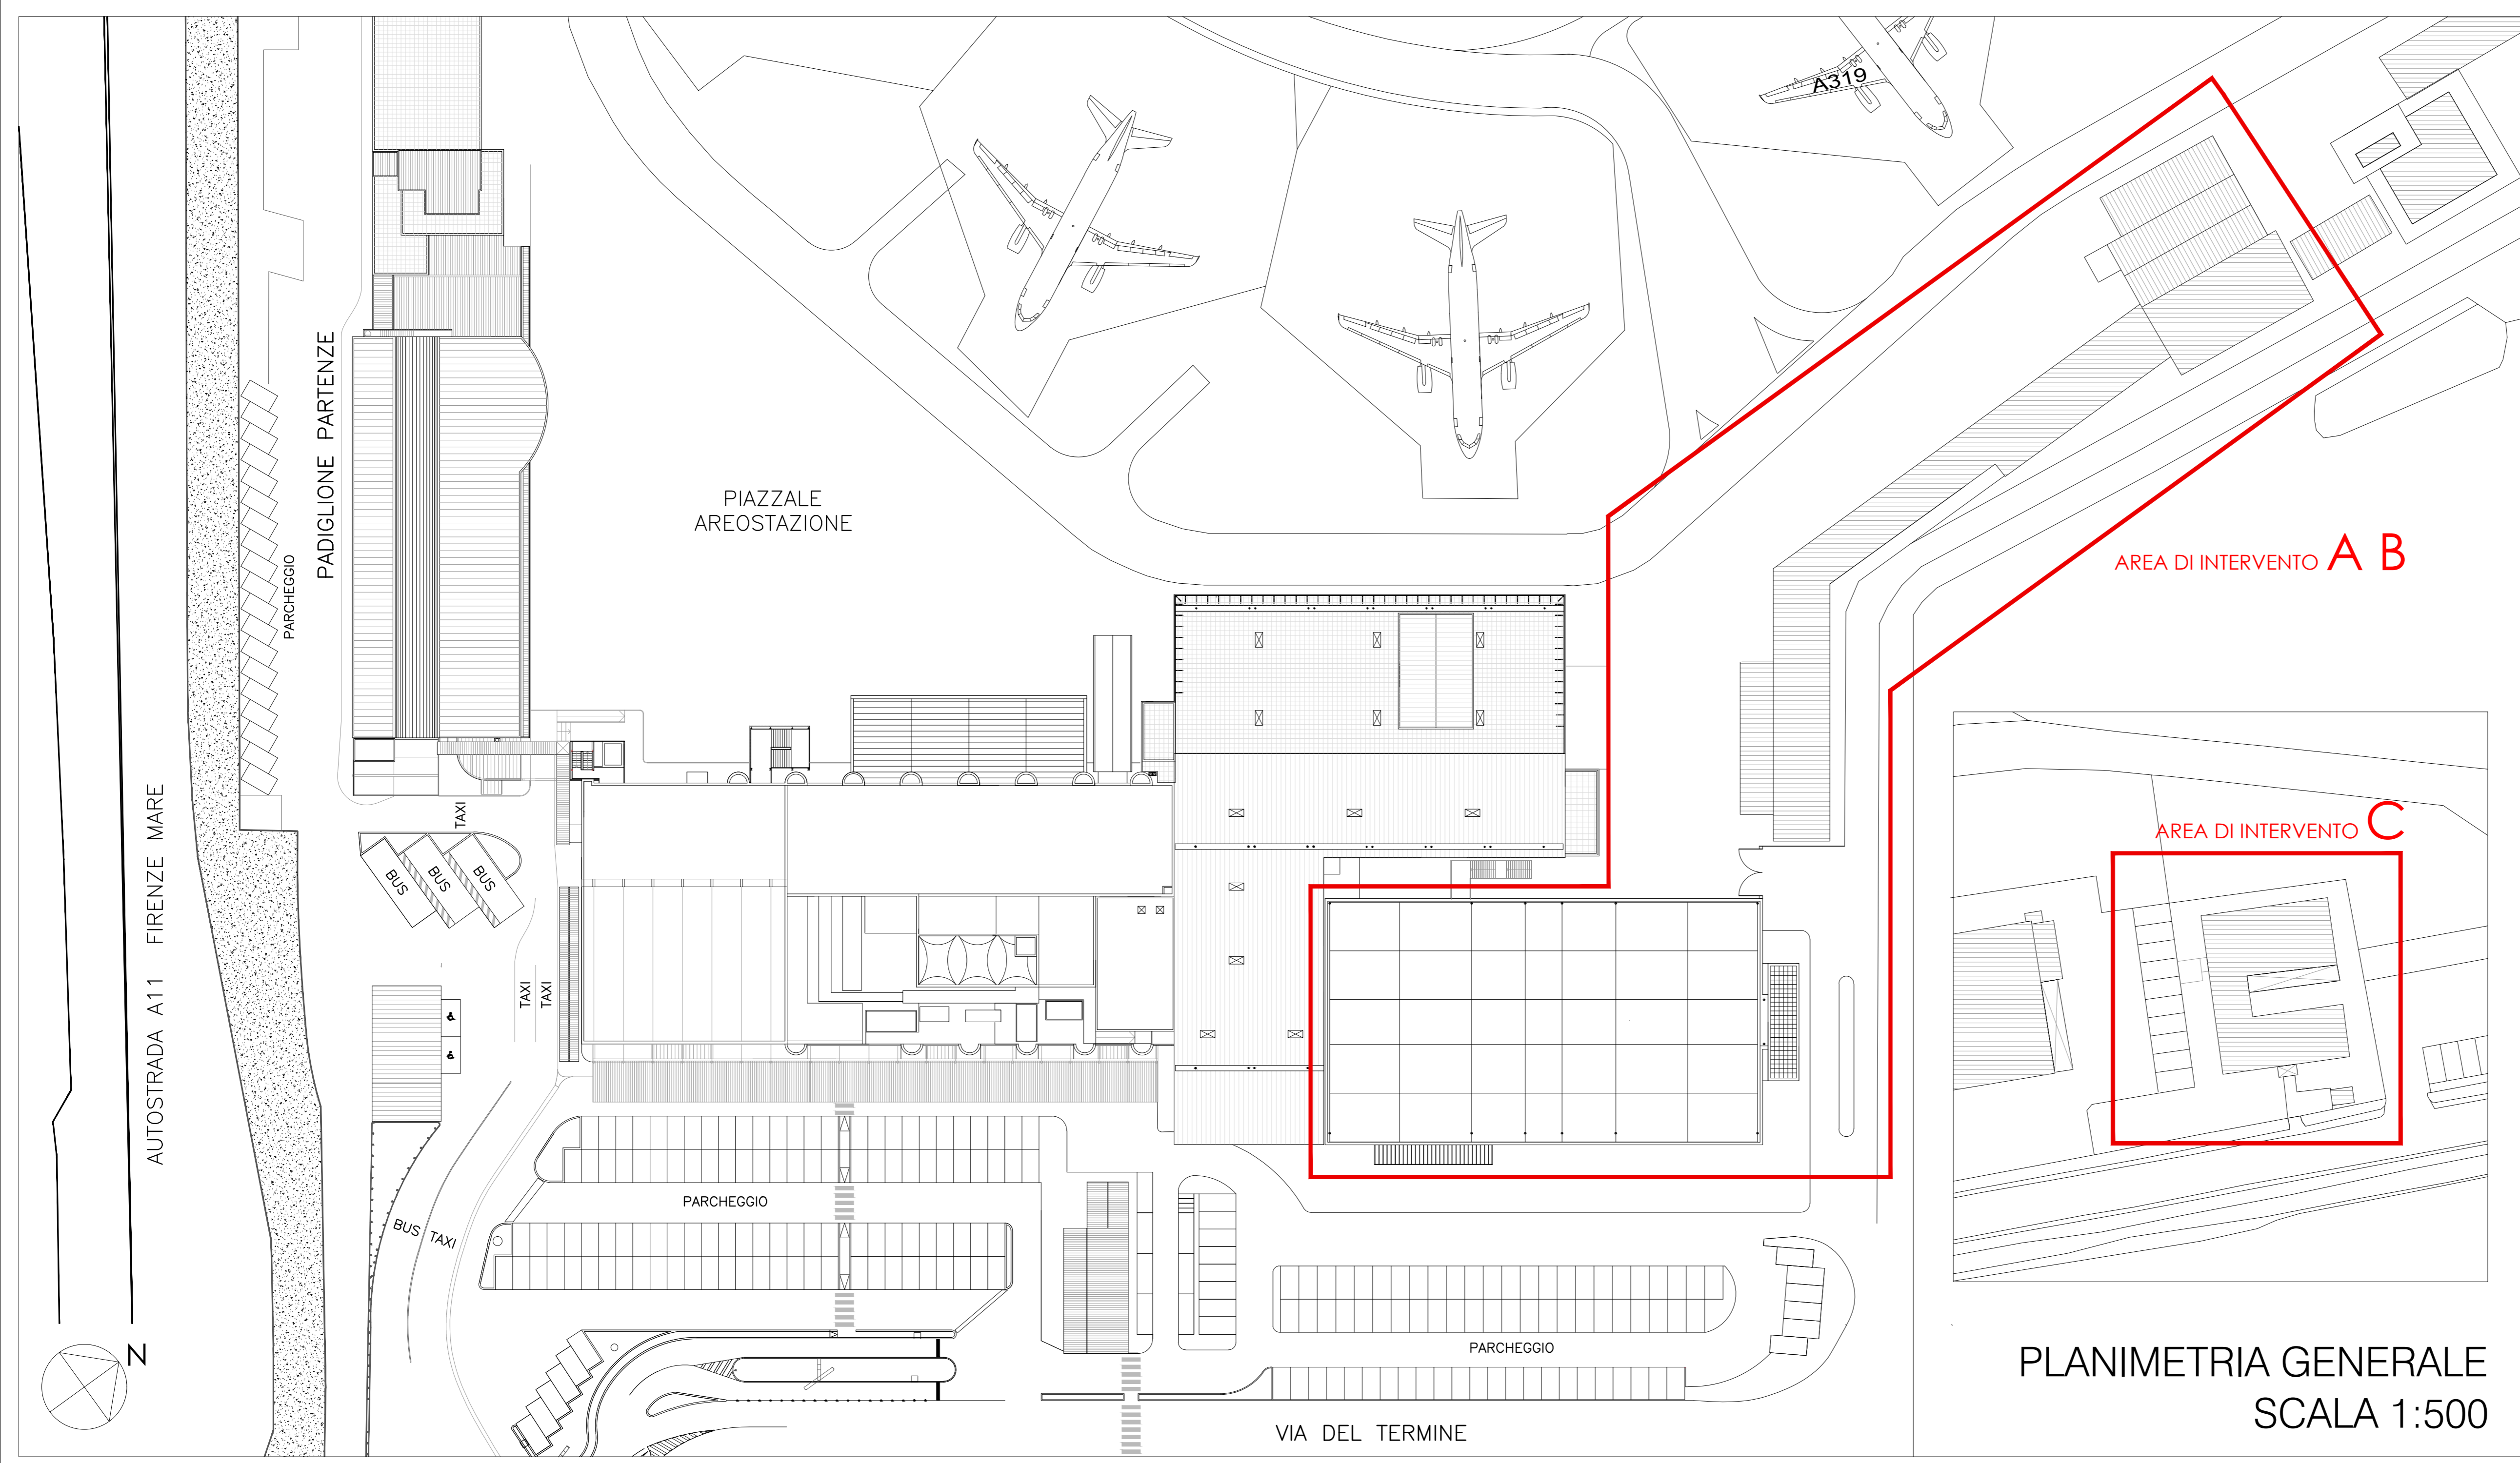 A319
PADIGLIONE PARTENZE
PIAZZALE
AREOSTAZIONE
PARCHEGGIO
AREA DI INTERVENTO A B
AUTOSTRADA A11 FIRENZE MARE
TAXI
BUS
BUS
BUS
AREA DI INTERVENTO C
TAXI
TAXI
PARCHEGGIO
BUS TAXI
N
PARCHEGGIO
VIA DEL TERMINE
PLANIMETRIA GENERALE
SCALA 1:500